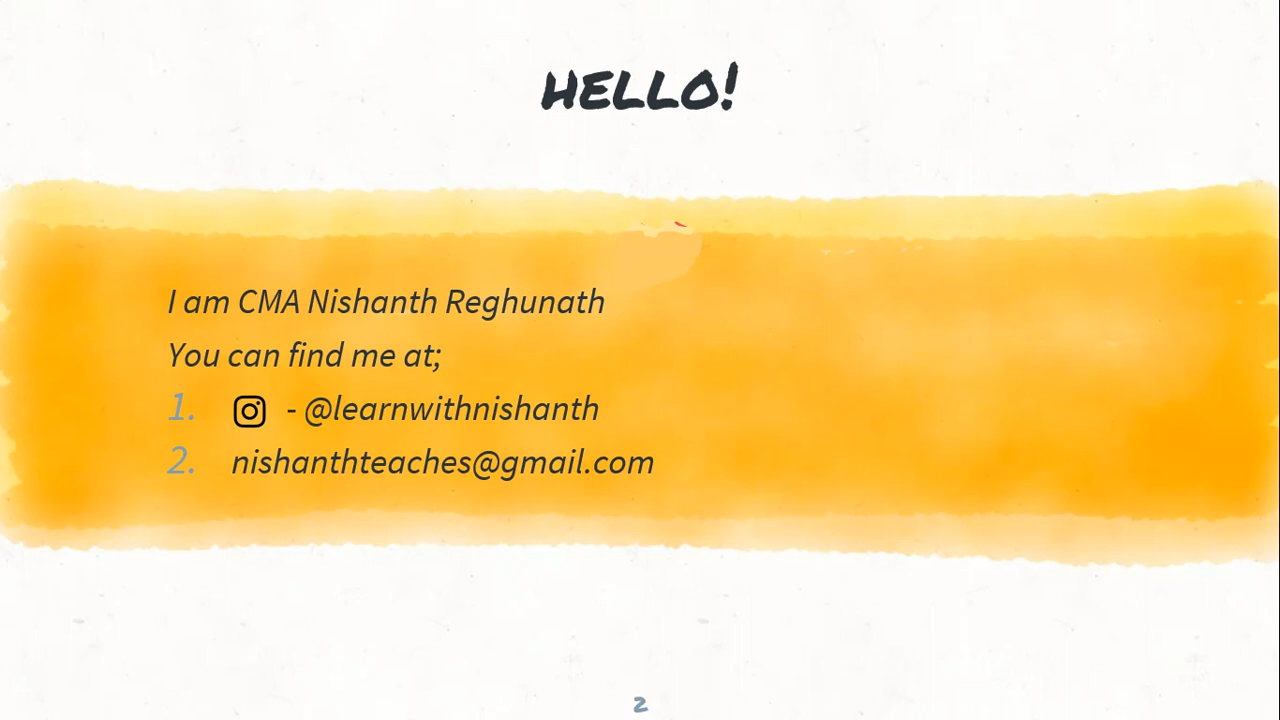 HELLO!
I am CMA Nishanth Reghunath
You can find me at;
1. - @learnwithnishanth
2. nishanthteaches@gmail.com
2